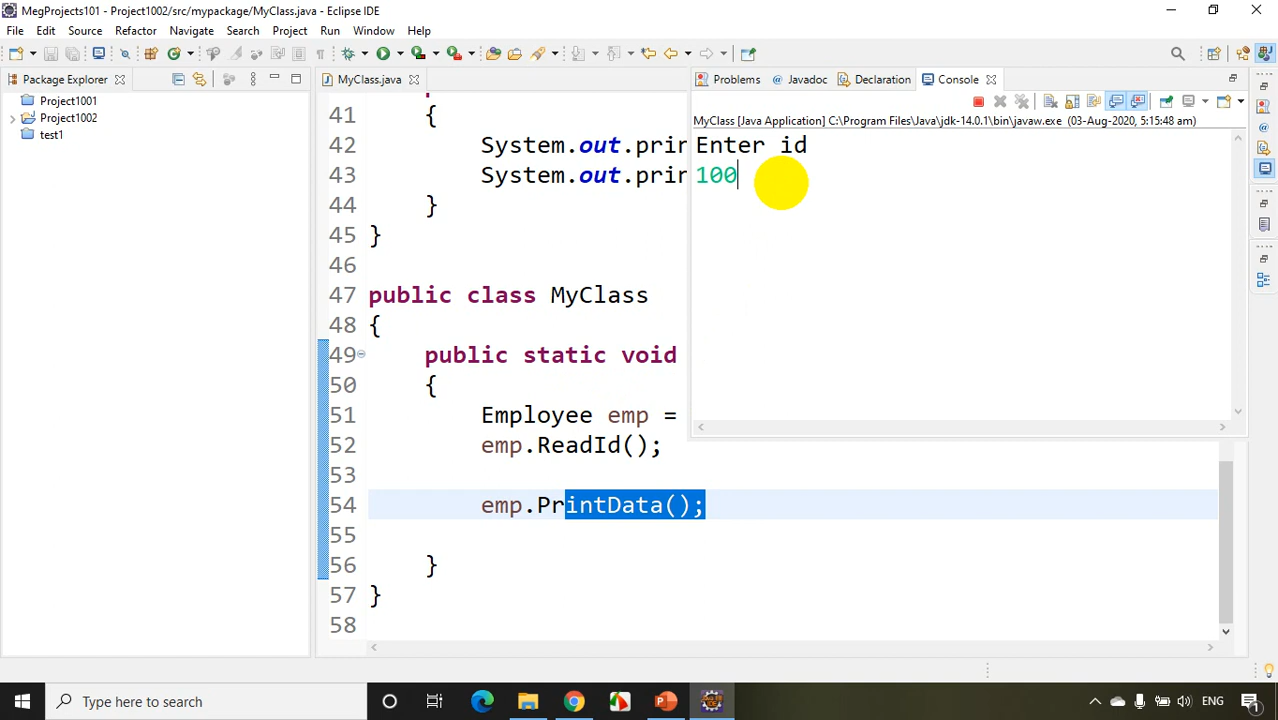 MegProjects101 - Project1002/src/mypackage/MyClass.java - Eclipse IDE
File Edit Source Refactor Navigate Search Project Run Window Help
Package Explorer
Project1001
Project1002
test1
MyClass.java
41 {
42 System.out.prin
43 System.out.prin
44 }
45 }
46
47 public class MyClass
48 {
49 public static void
50 {
51 Employee emp =
52 emp.ReadId();
53
54 emp.PrintData();
55
56 }
57 }
58
Problems @ Javadoc Declaration Console
MyClass [Java Application] C:\Program Files\Java\jdk-14.0.1\bin\javaw.exe (03-Aug-2020, 5:15:48 am)
Enter id
100
Type here to search
ENG
1